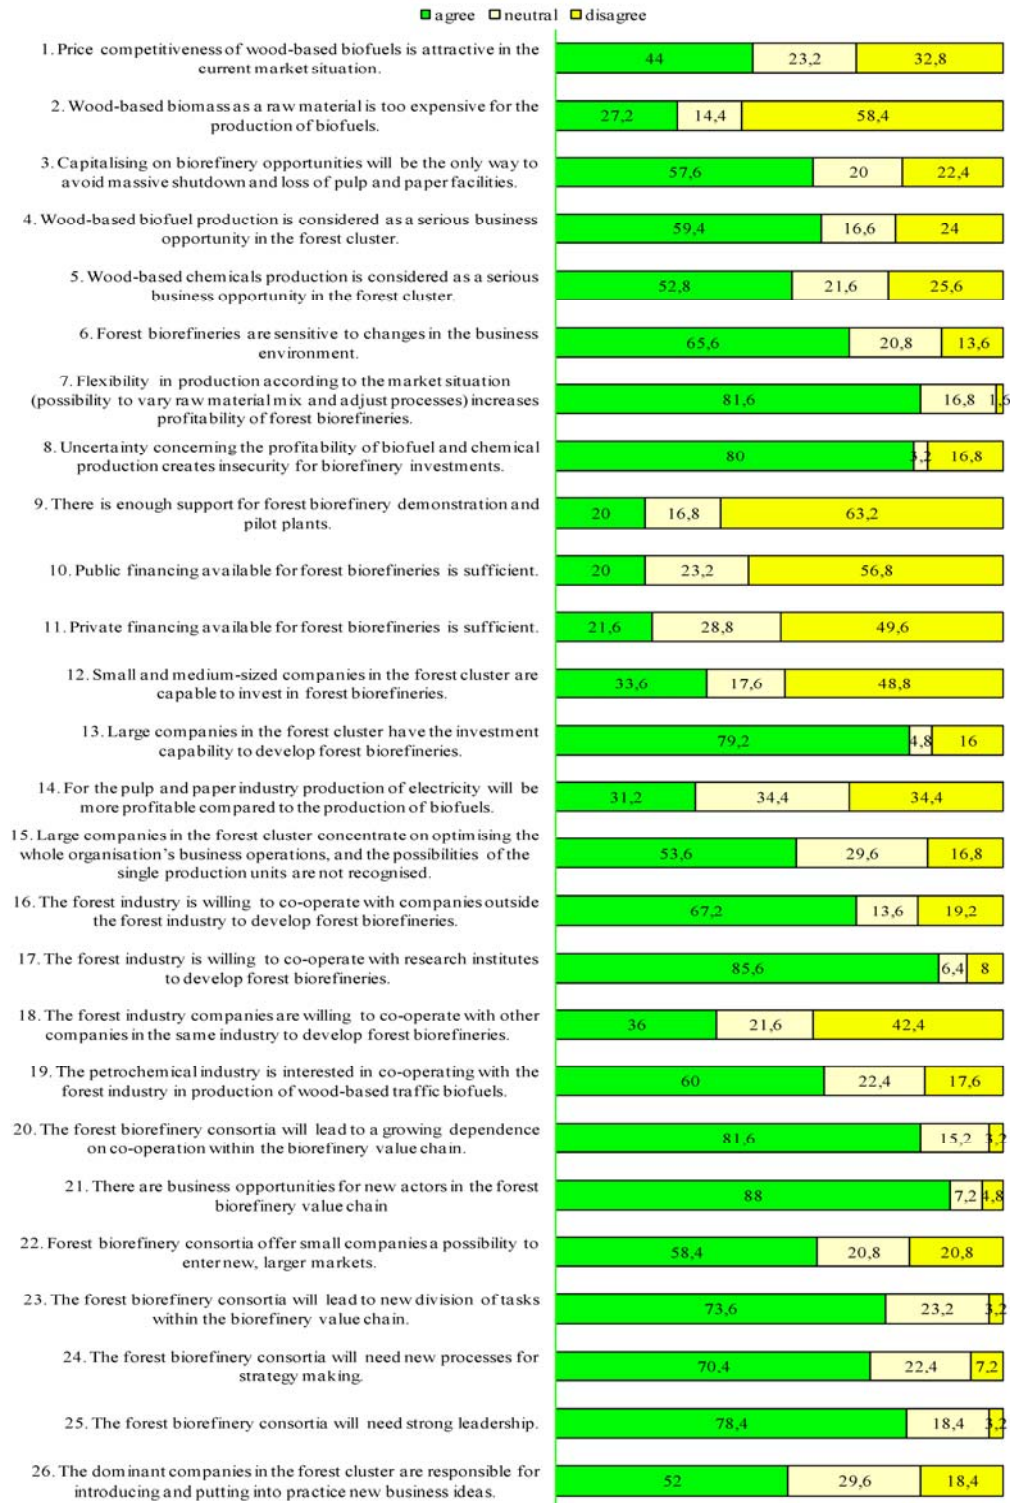 agree neutral disagree
1. Price competitiveness of wood-based biofuels is attractive in the
current market situation.
44 23,2 32,8
2. Wood-based biomass as a raw material is too expensive for the
production of biofuels.
27,2 14,4 58,4
3. Capitalising on biorefinery opportunities will be the only way to
avoid massive shutdown and loss of pulp and paper facilities.
57,6 20 22,4
4. Wood-based biofuel production is considered as a serious business
opportunity in the forest cluster.
59,4 16,6 24
5. Wood-based chemicals production is considered as a serious
business opportunity in the forest cluster.
52,8 21,6 25,6
6. Forest biorefineries are sensitive to changes in the business
environment.
65,6 20,8 13,6
7. Flexibility in production according to the market situation
(possibility to vary raw material mix and adjust processes) increases
profitability of forest biorefineries.
81,6 16,8 1,6
8. Uncertainty concerning the profitability of biofuel and chemical
production creates insecurity for biorefinery investments.
80 3,2 16,8
9. There is enough support for forest biorefinery demonstration and
pilot plants.
20 16,8 63,2
10. Public financing available for forest biorefineries is sufficient.
20 23,2 56,8
11. Private financing available for forest biorefineries is sufficient.
21,6 28,8 49,6
12. Small and medium-sized companies in the forest cluster are
capable to invest in forest biorefineries.
33,6 17,6 48,8
13. Large companies in the forest cluster have the investment
capability to develop forest biorefineries.
79,2 4,8 16
14. For the pulp and paper industry production of electricity will be
more profitable compared to the production of biofuels.
31,2 34,4 34,4
15. Large companies in the forest cluster concentrate on optimising the
whole organisation's business operations, and the possibilities of the
single production units are not recognised.
53,6 29,6 16,8
16. The forest industry is willing to co-operate with companies outside
the forest industry to develop forest biorefineries.
67,2 13,6 19,2
17. The forest industry is willing to co-operate with research institutes
to develop forest biorefineries.
85,6 6,4 8
18. The forest industry companies are willing to co-operate with other
companies in the same industry to develop forest biorefineries.
36 21,6 42,4
19. The petrochemical industry is interested in co-operating with the
forest industry in production of wood-based traffic biofuels.
60 22,4 17,6
20. The forest biorefinery consortia will lead to a growing dependence
on co-operation within the biorefinery value chain.
81,6 15,2 3,2
21. There are business opportunities for new actors in the forest
biorefinery value chain
88 7,2 4,8
22. Forest biorefinery consortia offer small companies a possibility to
enter new, larger markets.
58,4 20,8 20,8
23. The forest biorefinery consortia will lead to new division of tasks
within the biorefinery value chain.
73,6 23,2 3,2
24. The forest biorefinery consortia will need new processes for
strategy making.
70,4 22,4 7,2
25. The forest biorefinery consortia will need strong leadership.
78,4 18,4 3,2
26. The dominant companies in the forest cluster are responsible for
introducing and putting into practice new business ideas.
52 29,6 18,4